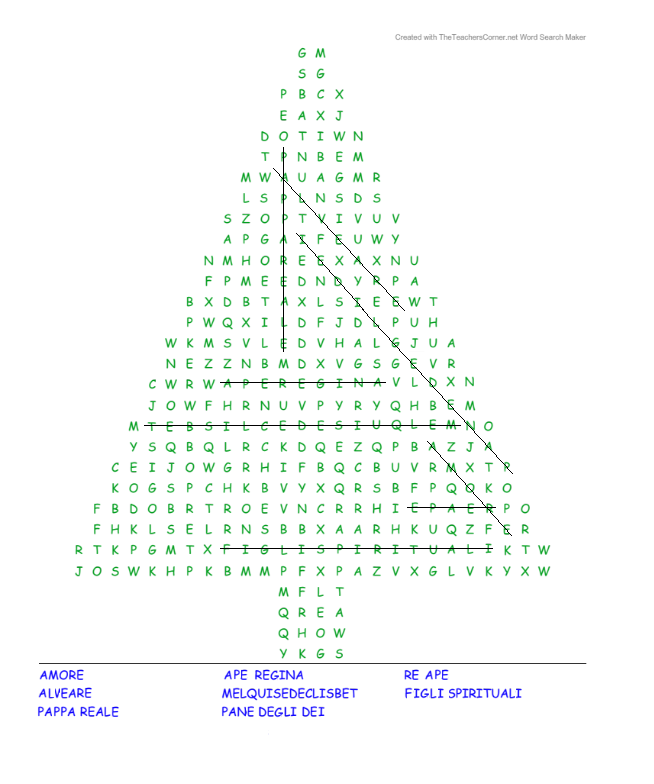 Created with TheTeachersCorner.net Word Search Maker
G M
S G
P B C X
E A X J
D O T I W N
T P N B E M
M W A U A G M R
L S P L N S D S
S Z O P T V I V U V
A P G A I F E U W Y
N M H O R E E X A X N U
F P M E E D N D Y R P A
B X D B T A X L S I E E W T
P W Q X I L D F J D L P U H
W K M S V L E D V H A L G J U A
N E Z Z N B M D X V G S G E V R
C W R W A P E R E G I N A V L D X N
J O W F H R N U V P Y R Y Q H B E M
M T E B S I L C E D E S I U Q L E M N O
Y S Q B Q L R C K D Q E Z Q P B A Z J A
C E I J O W G R H I F B Q C B U V R M X T P
K O G S P C H K B V Y X Q R S B F P Q O K O
F B D O B R T R O E V N C R R H I E P A E R P O
F H K L S E L R N S B B X A A R H K U Q Z F E R
R T K P G M T X F I G L I S P I R I T U A L I K T W
J O S W K H P K B M M P F X P A Z V X G L V K Y X W
M F L T
Q R E A
Q H O W
Y K G S
AMORE APE REGINA RE APE
ALVEARE MELQUISEDECLISBET FIGLI SPIRITUALI
PAPPA REALE PANE DEGLI DEI